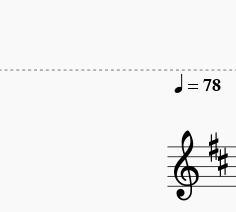 ♩ = 78